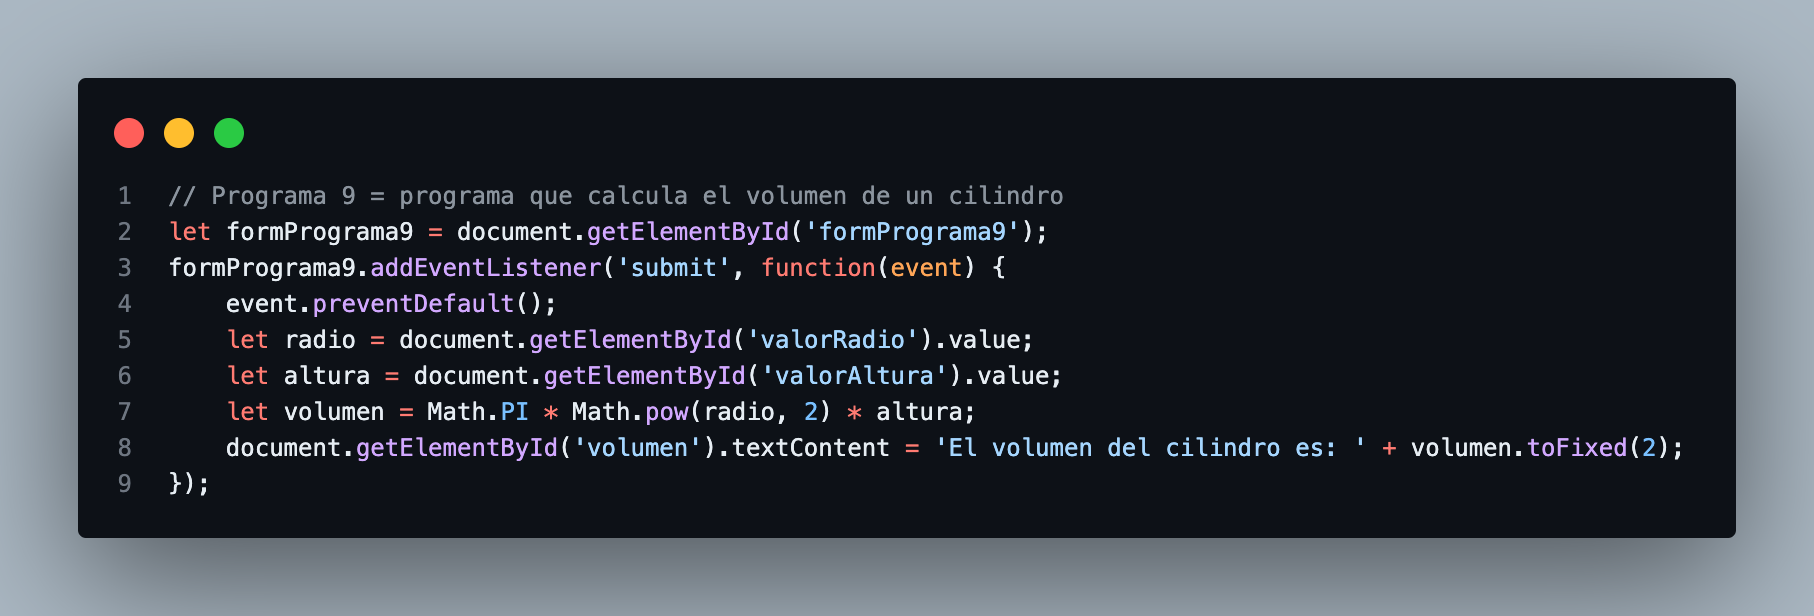 1 // Programa 9 = programa que calcula el volumen de un cilindro
2 let formPrograma9 = document.getElementById('formPrograma9');
3 formPrograma9.addEventListener('submit', function(event) {
4     event.preventDefault();
5     let radio = document.getElementById('valorRadio').value;
6     let altura = document.getElementById('valorAltura').value;
7     let volumen = Math.PI * Math.pow(radio, 2) * altura;
8     document.getElementById('volumen').textContent = 'El volumen del cilindro es: ' + volumen.toFixed(2);
9 });